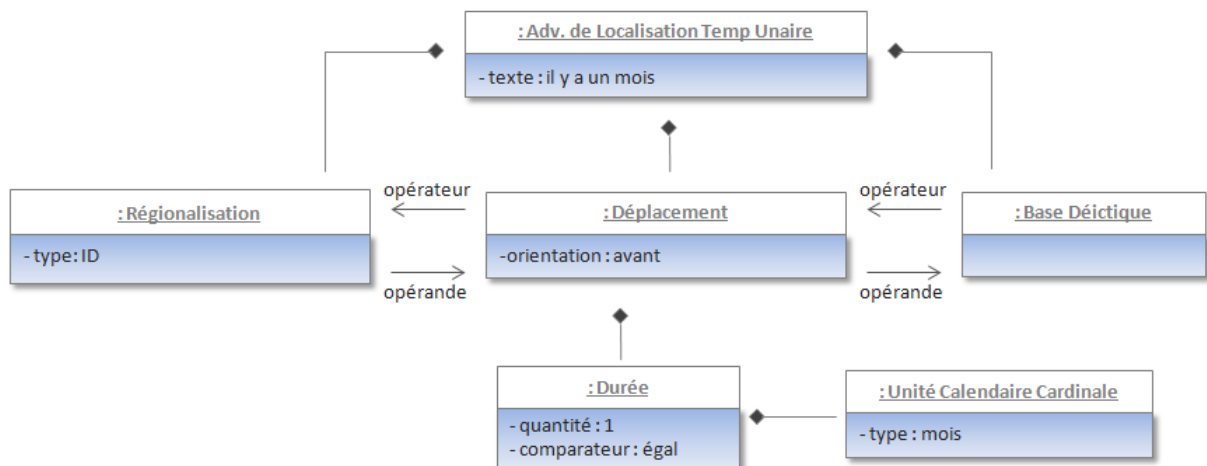 : Adv. de Localisation Temp Unaire
- texte : il y a un mois
opérateur
opérateur
: Régionalisation
: Déplacement
: Base Déictique
- type: ID
-orientation : avant
opérande
opérande
: Durée
: Unité Calendaire Cardinale
- quantité : 1
- type : mois
- comparateur : égal